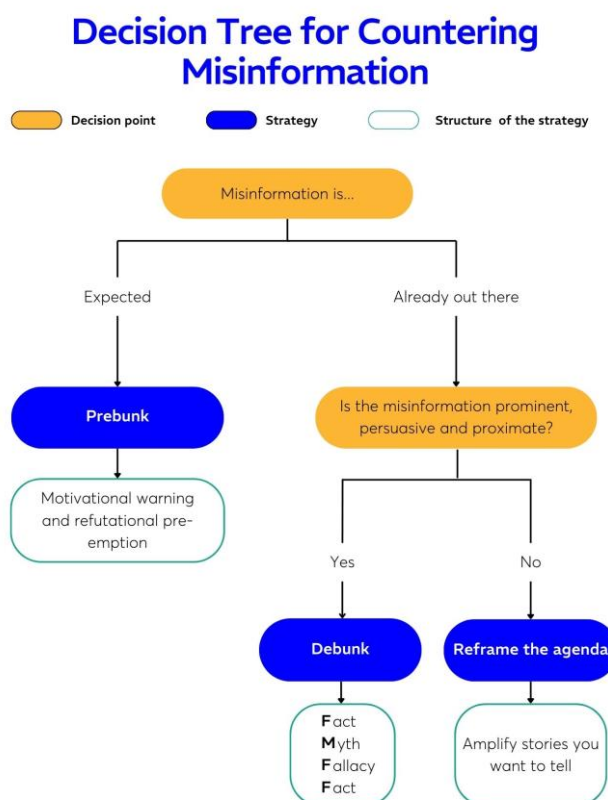 Decision Tree for Countering
Misinformation
Decision point
Strategy
Structure of the strategy
Misinformation is...
Expected
Already out there
Prebunk
Is the misinformation prominent,
persuasive and proximate?
Motivational warning
and refutational pre-
emption
Yes
No
Debunk
Reframe the agenda
Fact
Myth
Fallacy
Fact
Amplify stories you
want to tell